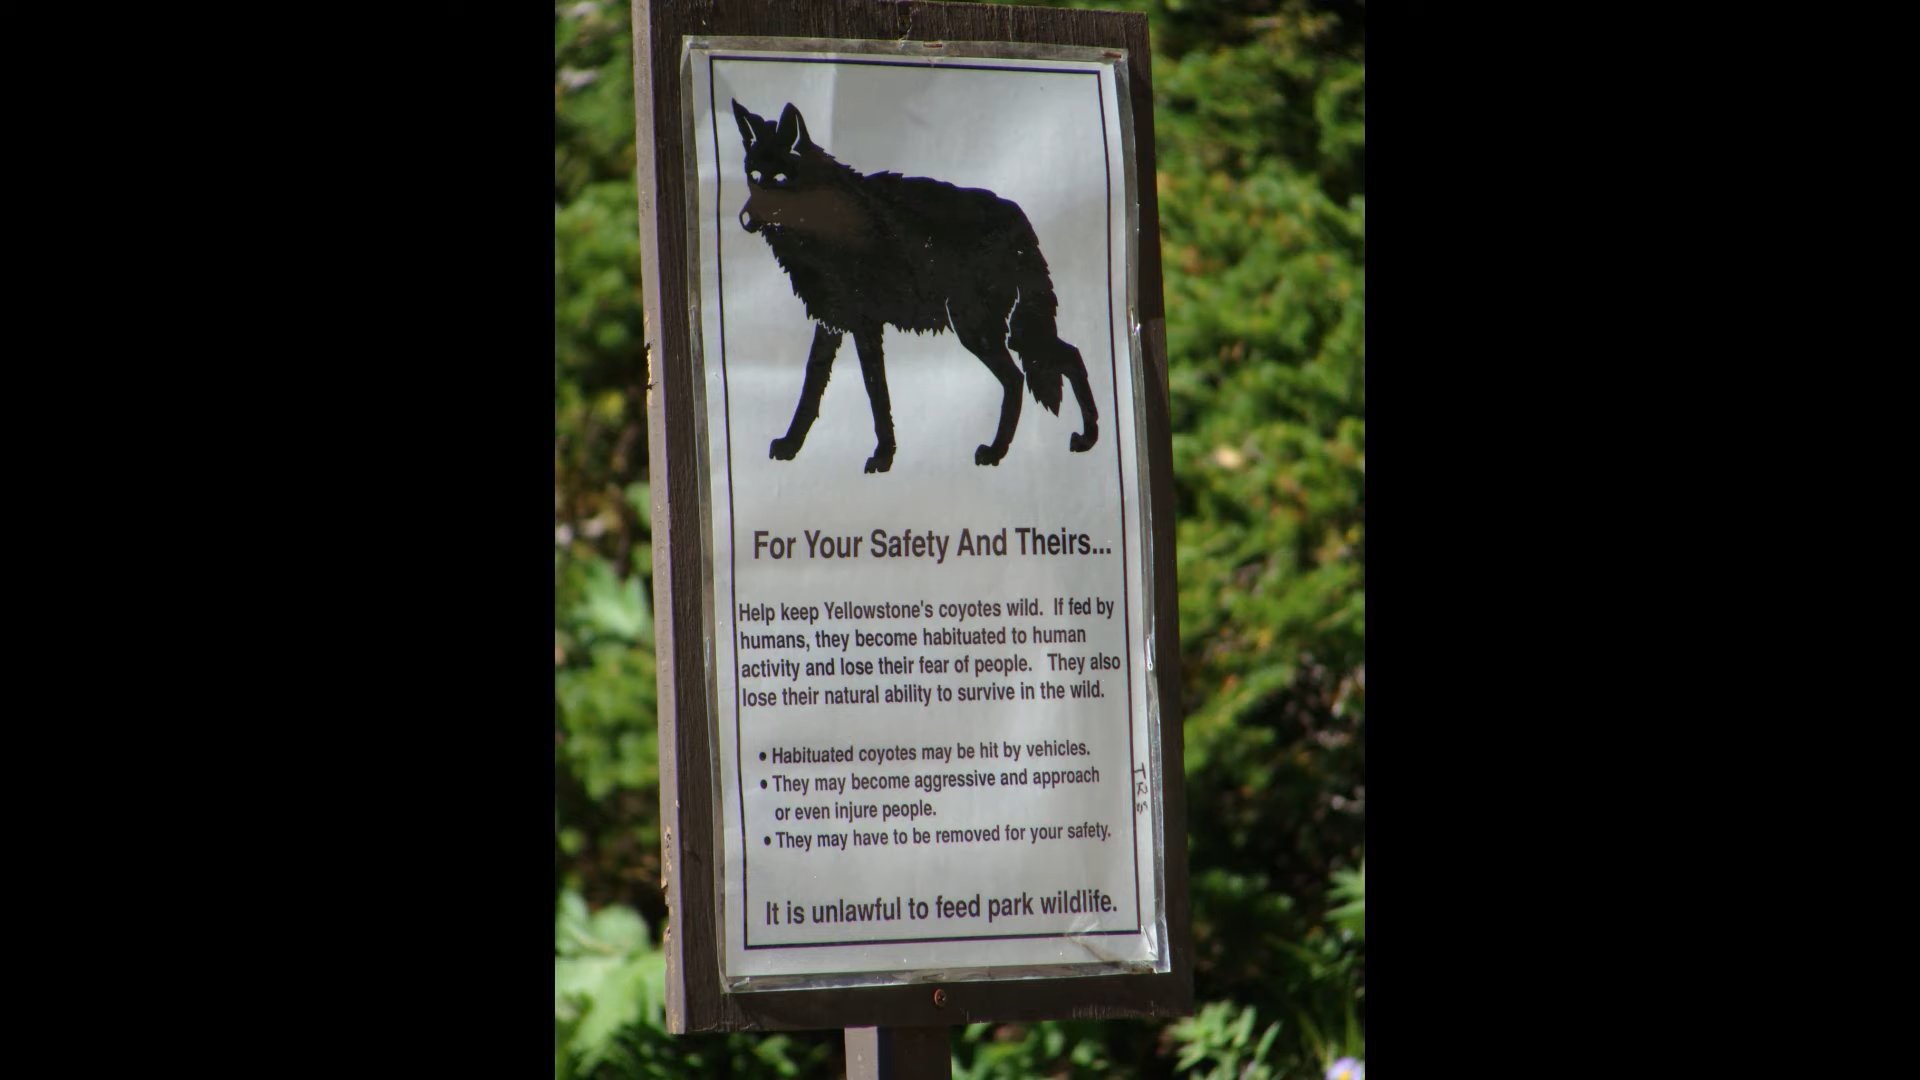 For Your Safety And Theirs...
Help keep Yellowstone's coyotes wild.  If fed by
humans, they become habituated to human
activity and lose their fear of people.   They also
lose their natural ability to survive in the wild.
• Habituated coyotes may be hit by vehicles.
• They may become aggressive and approach
or even injure people.
• They may have to be removed for your safety.
TRS
It is unlawful to feed park wildlife.